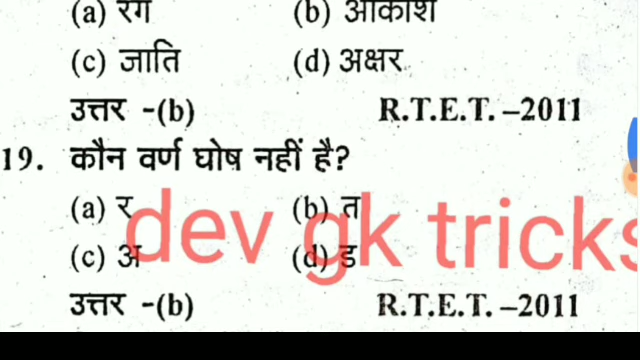 (a) रंग (b) आकाश
(c) जाति (d) अक्षर
उत्तर -(b) R.T.E.T. –2011
19. कौन वर्ण घोष नहीं है?
(a) र (b) त
dev gk tricks
(c) अ (d) ड
उत्तर -(b) R.T.E.T. –2011